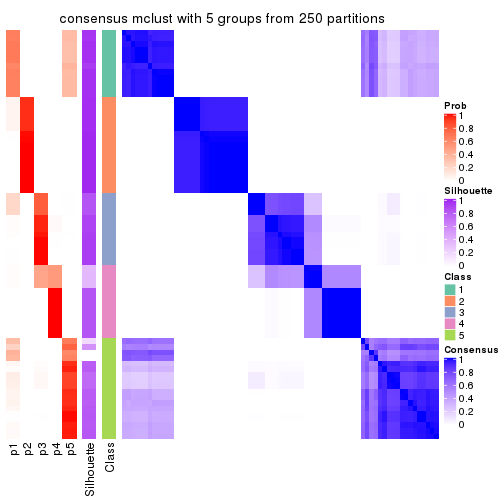 consensus mclust with 5 groups from 250 partitions
Prob
1
0.8
0.6
0.4
0.2
0
Silhouette
1
0.8
0.6
0.4
0.2
0
Class
1
2
3
4
5
Consensus
1
0.8
0.6
0.4
0.2
0
p1
p2
p3
p4
p5
Silhouette
Class